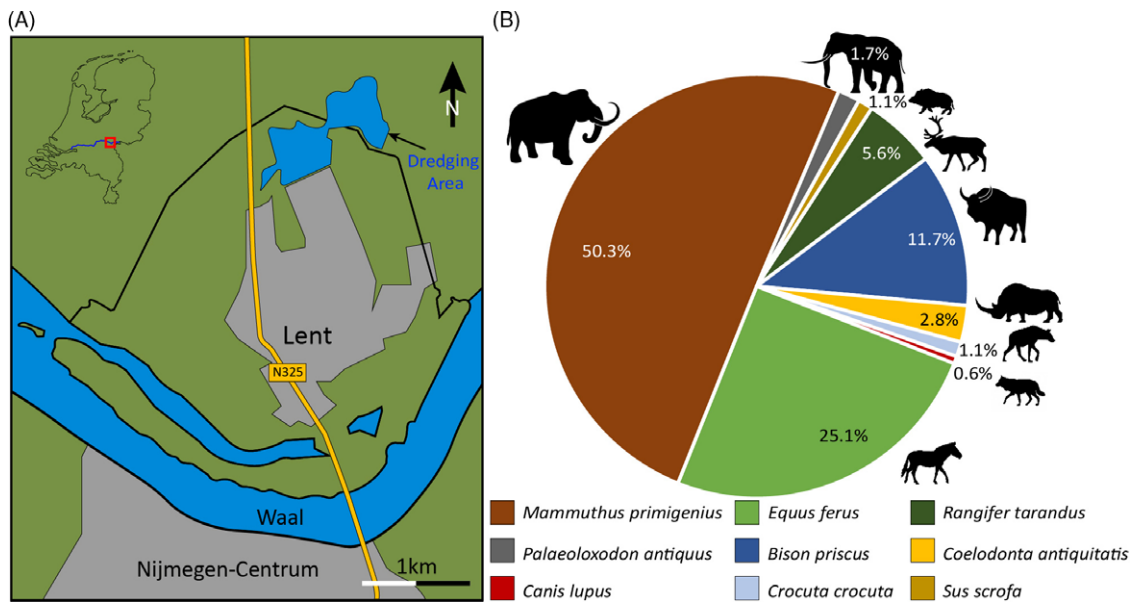 (A)
N
Dredging
Area
Lent
N325
Waal
Nijmegen-Centrum
1km
(B)
1.7%
1.1%
5.6%
11.7%
2.8%
1.1%
0.6%
25.1%
50.3%
Mammuthus primigenius
Equus ferus
Rangifer tarandus
Palaeoloxodon antiquus
Bison priscus
Coelodonta antiquitatis
Canis lupus
Crocuta crocuta
Sus scrofa